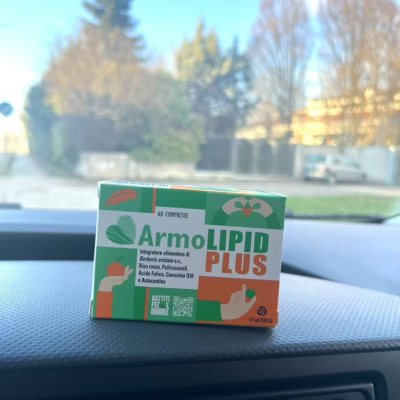 60 COMPRESSE
ArmoLIPID
PLUS
Integratore alimentare di
Berberis aristata e.s.,
Riso rosso, Policosanoli,
Acido Folico, Coenzima Q10
e Astaxantina
BATTITI
PER IL
CUORE
VIATRIS